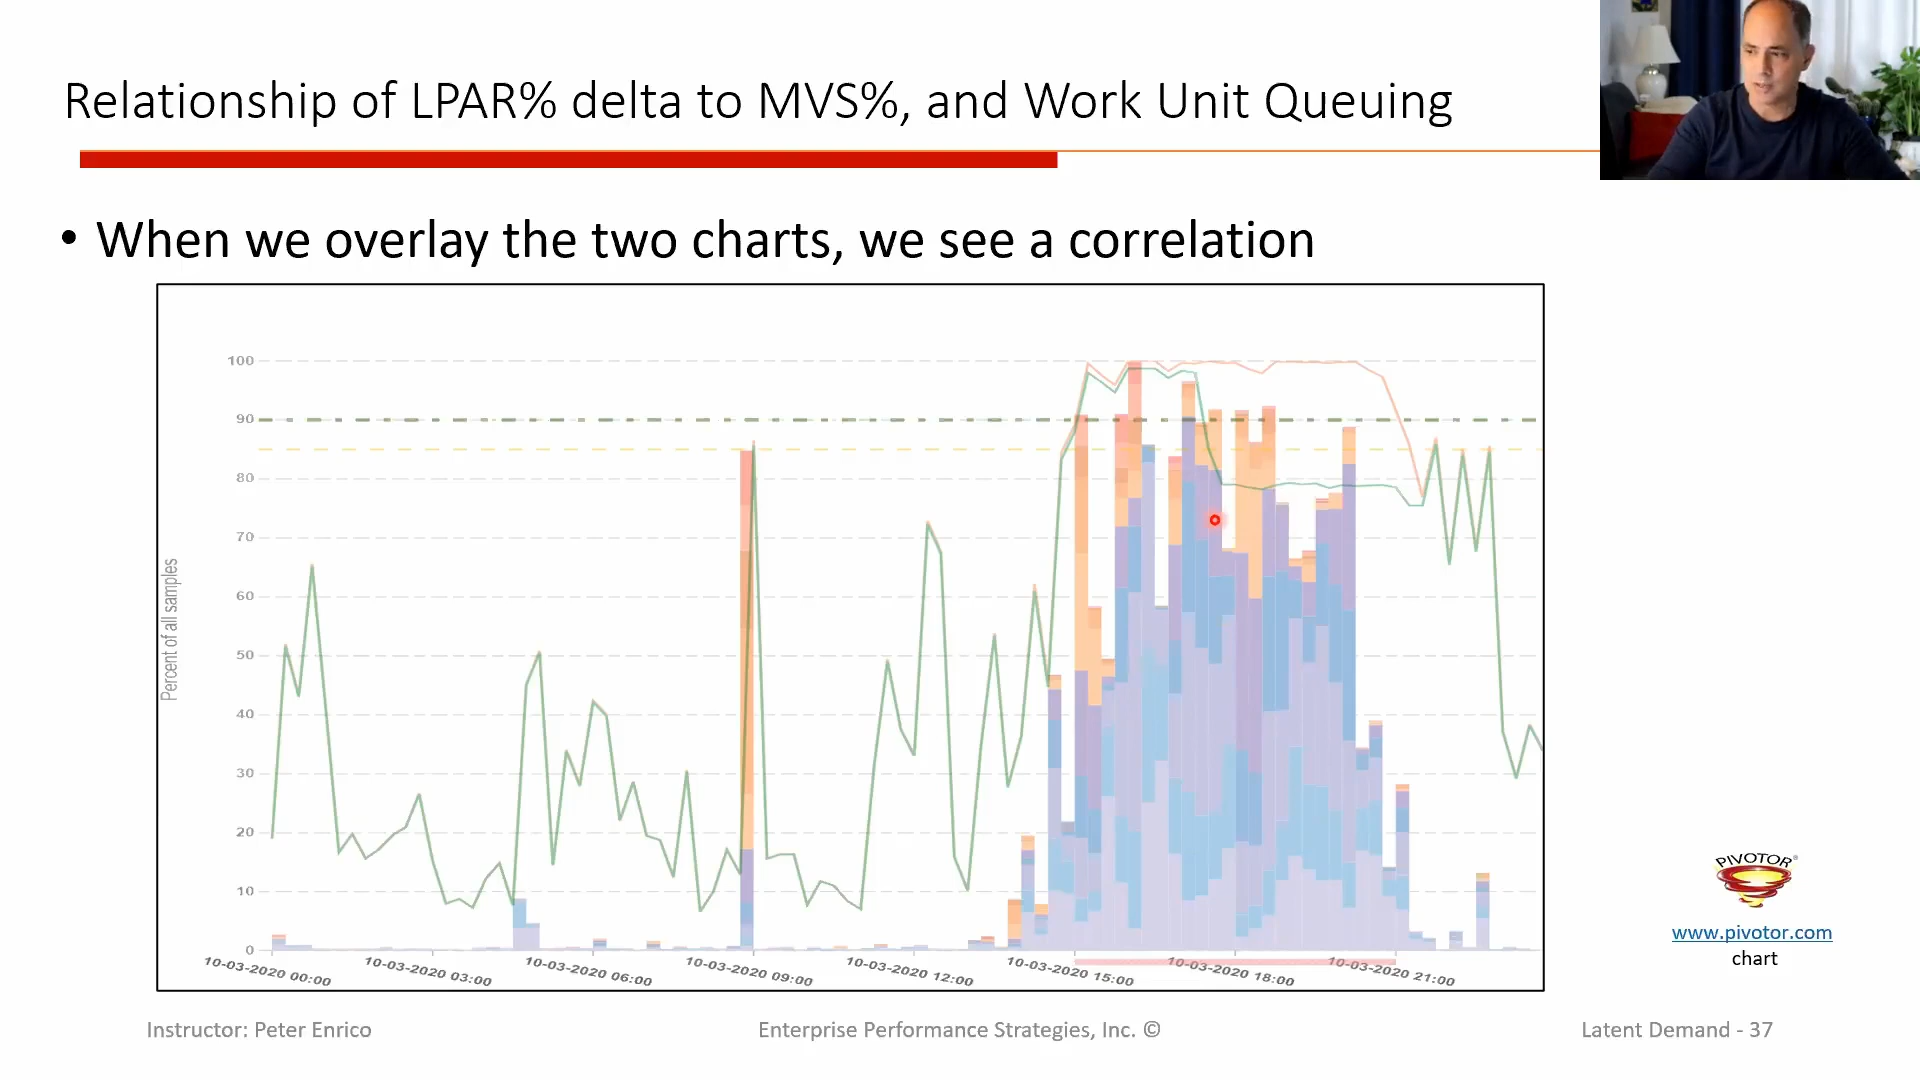 Relationship of LPAR% delta to MVS%, and Work Unit Queuing
• When we overlay the two charts, we see a correlation
100
90
80
70
60
50
40
30
20
10
0
Percent of all samples
10-03-2020 00:00
10-03-2020 03:00
10-03-2020 06:00
10-03-2020 09:00
10-03-2020 12:00
10-03-2020 15:00
10-03-2020 18:00
10-03-2020 21:00
PIVOTOR®
www.pivotor.com
chart
Instructor: Peter Enrico
Enterprise Performance Strategies, Inc. ©
Latent Demand - 37